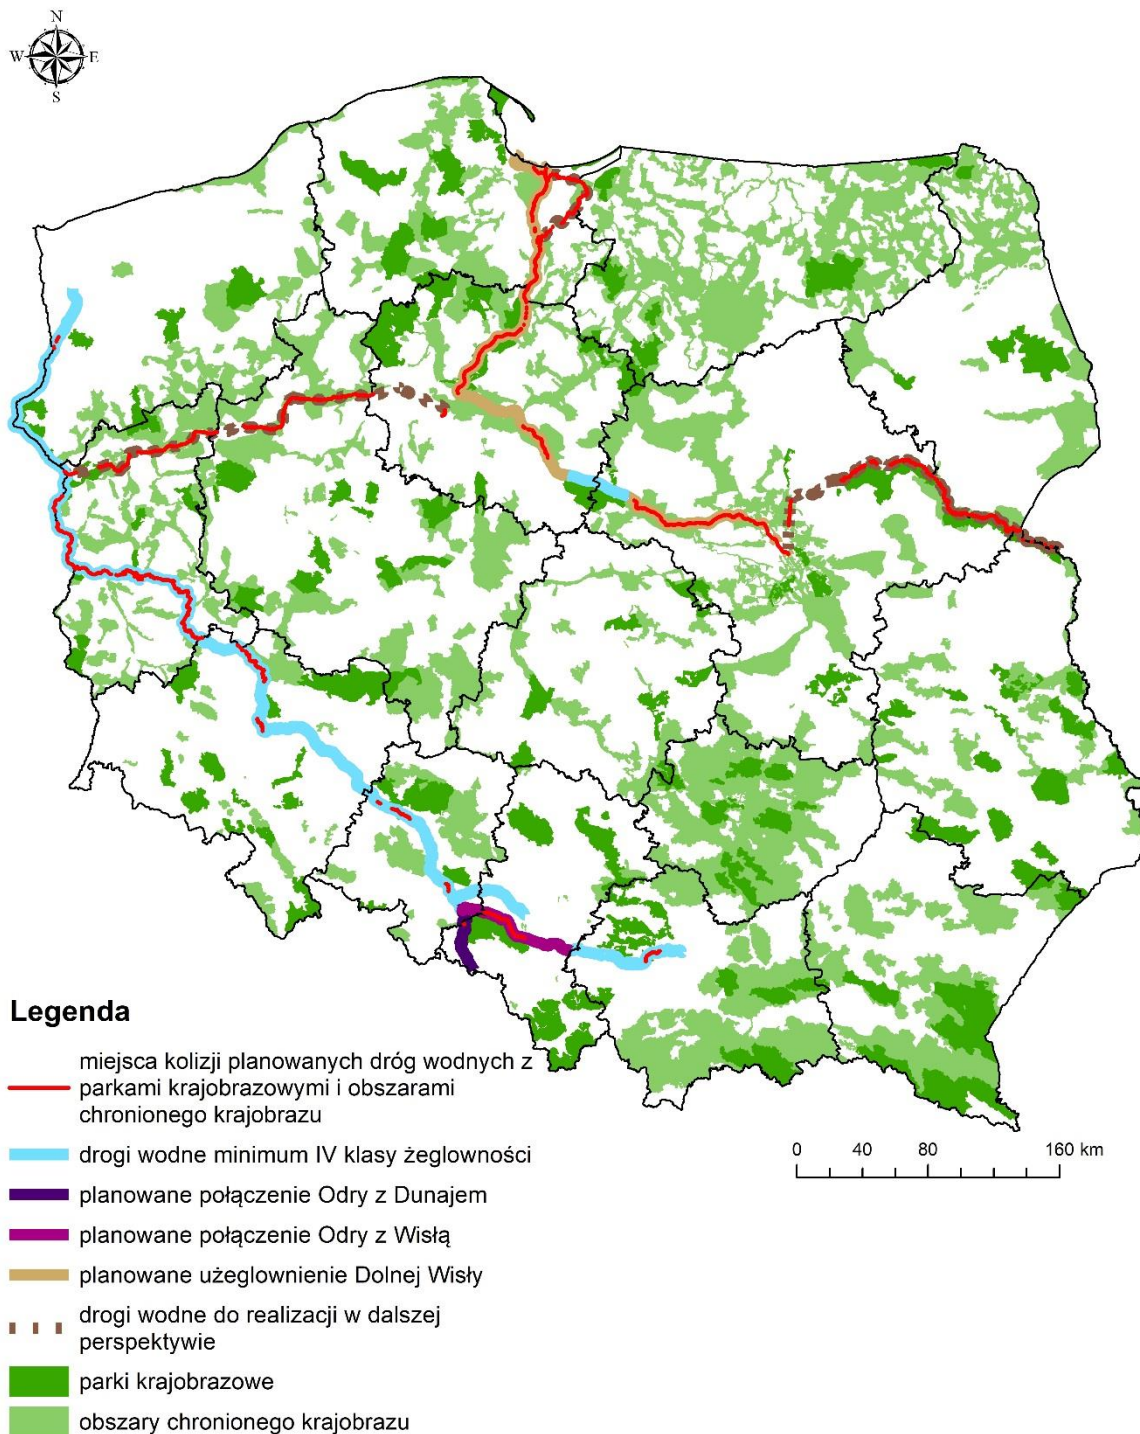 N
W E
S
Legenda
miejsca kolizji planowanych dróg wodnych z
parkami krajobrazowymi i obszarami
chronionego krajobrazu
drogi wodne minimum IV klasy żeglowności
planowane połączenie Odry z Dunajem
planowane połączenie Odry z Wisłą
planowane użeglownienie Dolnej Wisły
drogi wodne do realizacji w dalszej
perspektywie
parki krajobrazowe
obszary chronionego krajobrazu
0 40 80 160 km